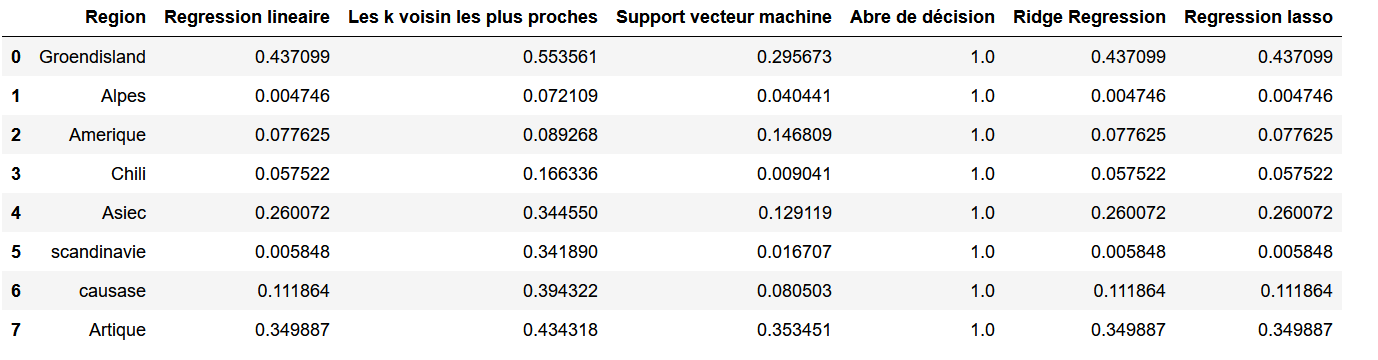 Region Regression lineaire Les k voisin les plus proches Support vecteur machine Abre de décision Ridge Regression Regression lasso
0 Groendisland 0.437099 0.553561 0.295673 1.0 0.437099 0.437099
1 Alpes 0.004746 0.072109 0.040441 1.0 0.004746 0.004746
2 Amerique 0.077625 0.089268 0.146809 1.0 0.077625 0.077625
3 Chili 0.057522 0.166336 0.009041 1.0 0.057522 0.057522
4 Asiec 0.260072 0.344550 0.129119 1.0 0.260072 0.260072
5 scandinavie 0.005848 0.341890 0.016707 1.0 0.005848 0.005848
6 causase 0.111864 0.394322 0.080503 1.0 0.111864 0.111864
7 Artique 0.349887 0.434318 0.353451 1.0 0.349887 0.349887